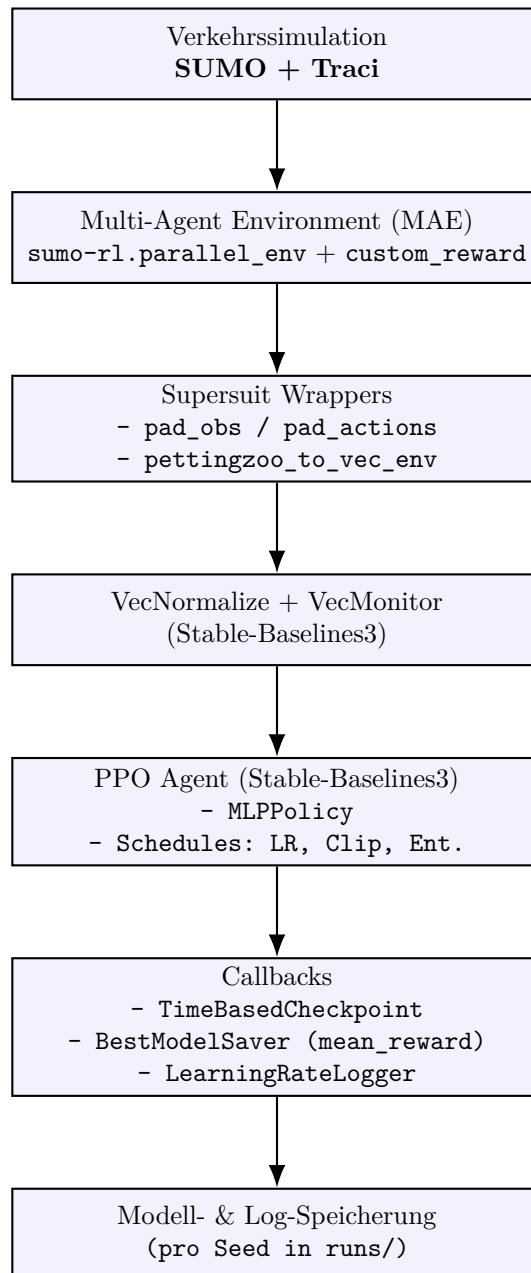 Verkehrssimulation
SUMO + Traci
Multi-Agent Environment (MAE)
sumo-rl.parallel_env + custom_reward
Supersuit Wrappers
- pad_obs / pad_actions
- pettingzoo_to_vec_env
VecNormalize + VecMonitor
(Stable-Baselines3)
PPO Agent (Stable-Baselines3)
- MLPPolicy
- Schedules: LR, Clip, Ent.
Callbacks
- TimeBasedCheckpoint
- BestModelSaver (mean_reward)
- LearningRateLogger
Modell- & Log-Speicherung
(pro Seed in runs/)